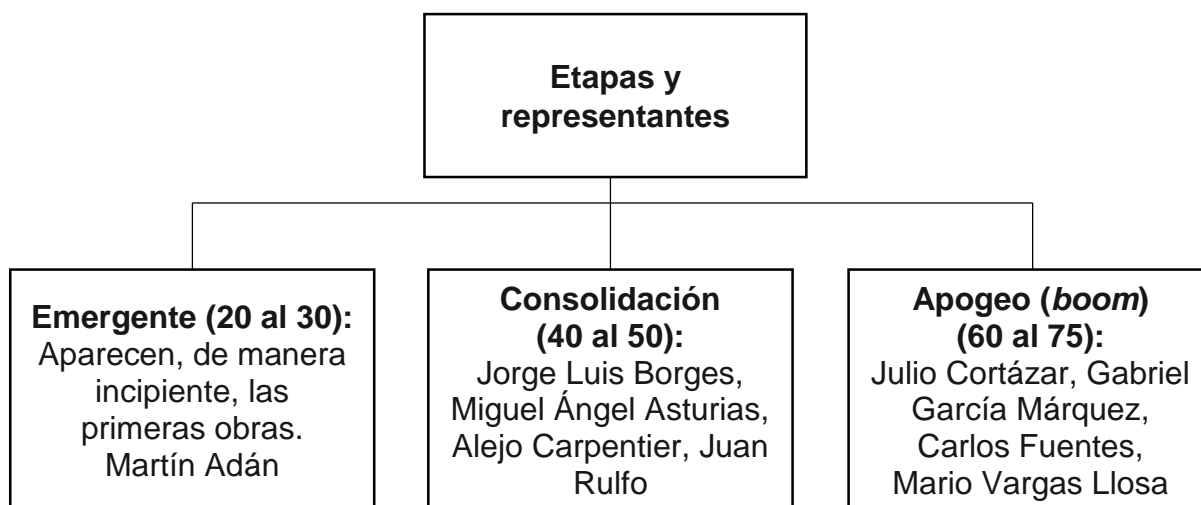 Etapas y
representantes
Emergente (20 al 30):
Aparecen, de manera
incipiente, las
primeras obras.
Martín Adán
Consolidación
(40 al 50):
Jorge Luis Borges,
Miguel Ángel Asturias,
Alejo Carpentier, Juan
Rulfo
Apogeo (boom)
(60 al 75):
Julio Cortázar, Gabriel
García Márquez,
Carlos Fuentes,
Mario Vargas Llosa